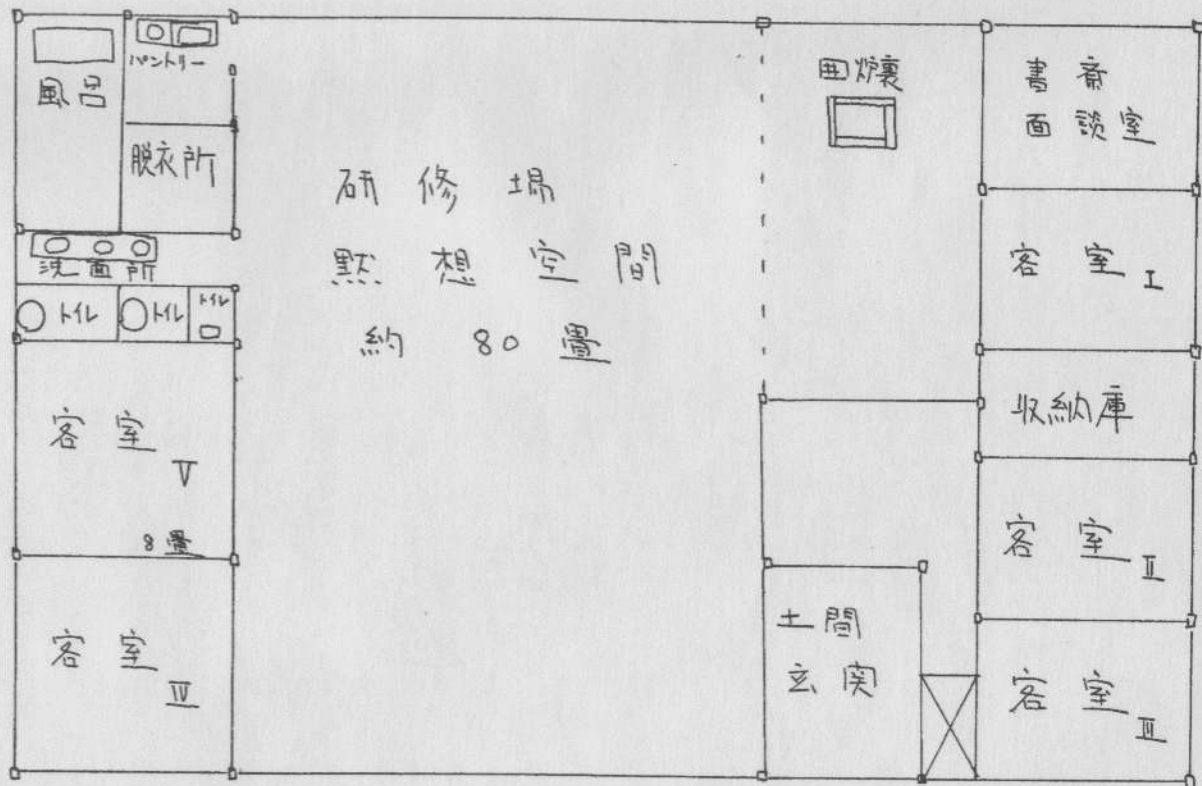 風呂
パントリー
脱衣所
洗面所
トイレ
トイレ
トイレ
客室 V
8畳
客室 IV
研修場
黙想空間
約 80 畳
囲炉裏
書斎
面談室
客室 I
収納庫
客室 II
土間
玄関
客室 III